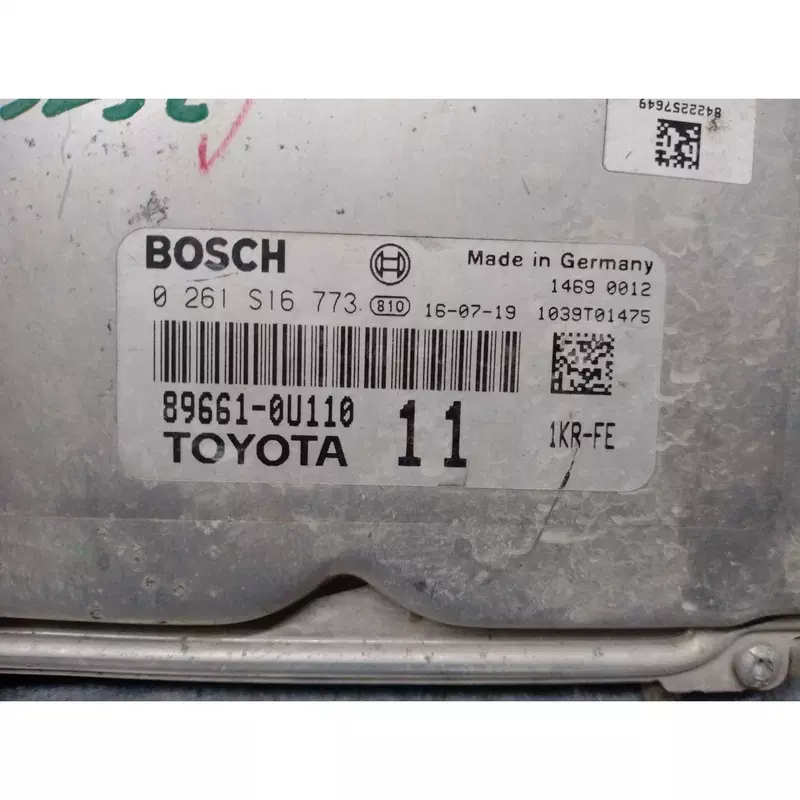 8422257649
BOSCH Made in Germany
1469 0012
0 261 S16 773 810 16-07-19 1039T01475
89661-0U110 11 1KR-FE
TOYOTA